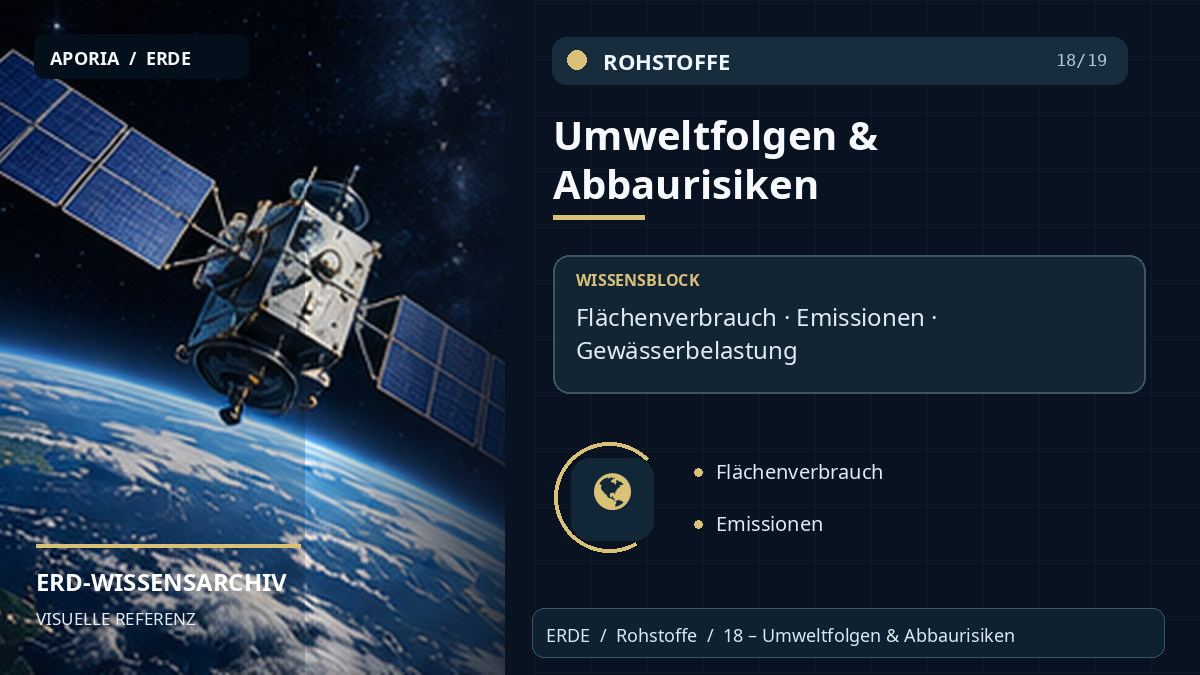 APORIA / ERDE
ERD-WISSENSARCHIV
VISUELLE REFERENZ
ROHSTOFFE
18/19
Umweltfolgen &
Abbaurisiken
WISSENSBLOCK
Flächenverbrauch · Emissionen ·
Gewässerbelastung
Flächenverbrauch
Emissionen
ERDE / Rohstoffe / 18 – Umweltfolgen & Abbaurisiken